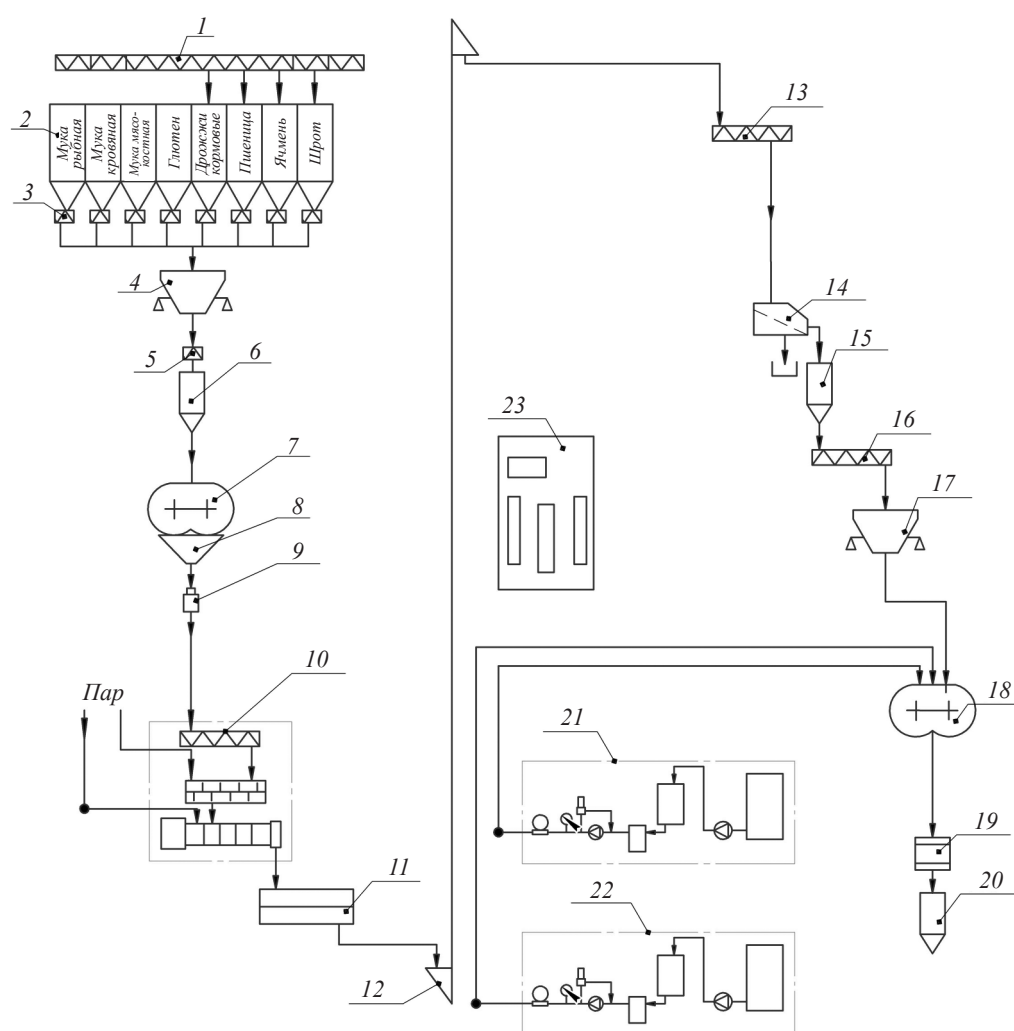 1
2
Мука
рыбная
Мука
кровяная
Мука мясо-
костная
Глютен
Дрожжи
кормовые
Пшеница
Ячмень
Шрот
3
4
5
6
7
8
9
10
Пар
11
12
13
14
15
16
17
18
19
20
21
22
23